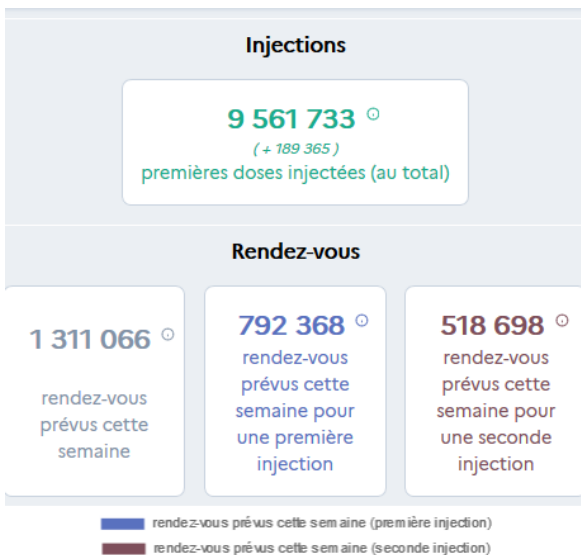 Injections
9 561 733
( + 189 365 )
premières doses injectées (au total)
Rendez-vous
1 311 066
rendez-vous
prévus cette
semaine
792 368
rendez-vous
prévus cette
semaine pour
une première
injection
518 698
rendez-vous
prévus cette
semaine pour
une seconde
injection
rendez-vous prévus cette semaine (première injection)
rendez-vous prévus cette semaine (seconde injection)